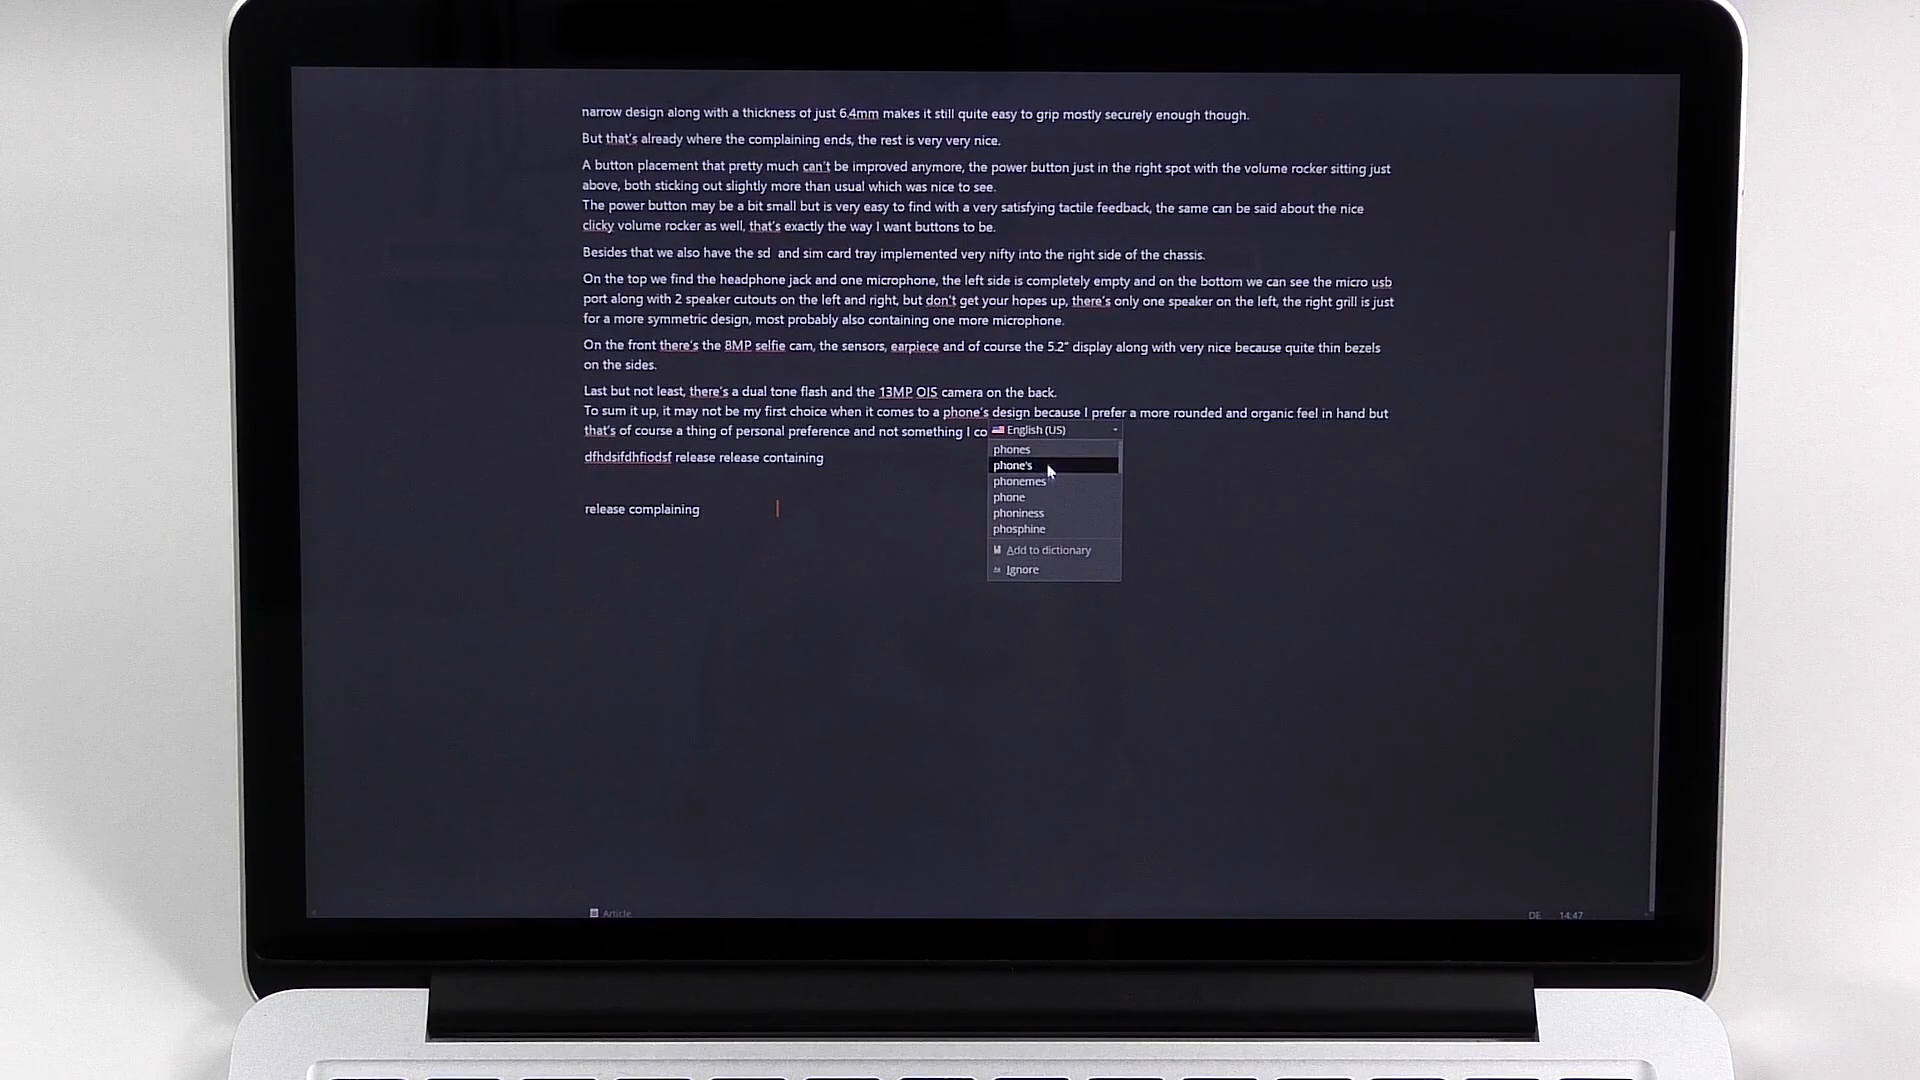 narrow design along with a thickness of just 6.4mm makes it still quite easy to grip mostly securely enough though.
But that's already where the complaining ends, the rest is very very nice.
A button placement that pretty much can't be improved anymore, the power button just in the right spot with the volume rocker sitting just
above, both sticking out slightly more than usual which was nice to see.
The power button may be a bit small but is very easy to find with a very satisfying tactile feedback, the same can be said about the nice
clicky volume rocker as well, that's exactly the way I want buttons to be.
Besides that we also have the sd and sim card tray implemented very nifty into the right side of the chassis.
On the top we find the headphone jack and one microphone, the left side is completely empty and on the bottom we can see the micro usb
port along with 2 speaker cutouts on the left and right, but don't get your hopes up, there's only one speaker on the left, the right grill is just
for a more symmetric design, most probably also containing one more microphone.
On the front there's the 8MP selfie cam, the sensors, earpiece and of course the 5.2" display along with very nice because quite thin bezels
on the sides.
Last but not least, there's a dual tone flash and the 13MP OIS camera on the back.
To sum it up, it may not be my first choice when it comes to a phone's design because I prefer a more rounded and organic feel in hand but
that's of course a thing of personal preference and not something I co
dfhdsifdhfiodsf release release containing
release complaining
English (US)
phones
phone's
phonemes
phone
phoniness
phosphine
Add to dictionary
Ignore
Article
DE 14:47